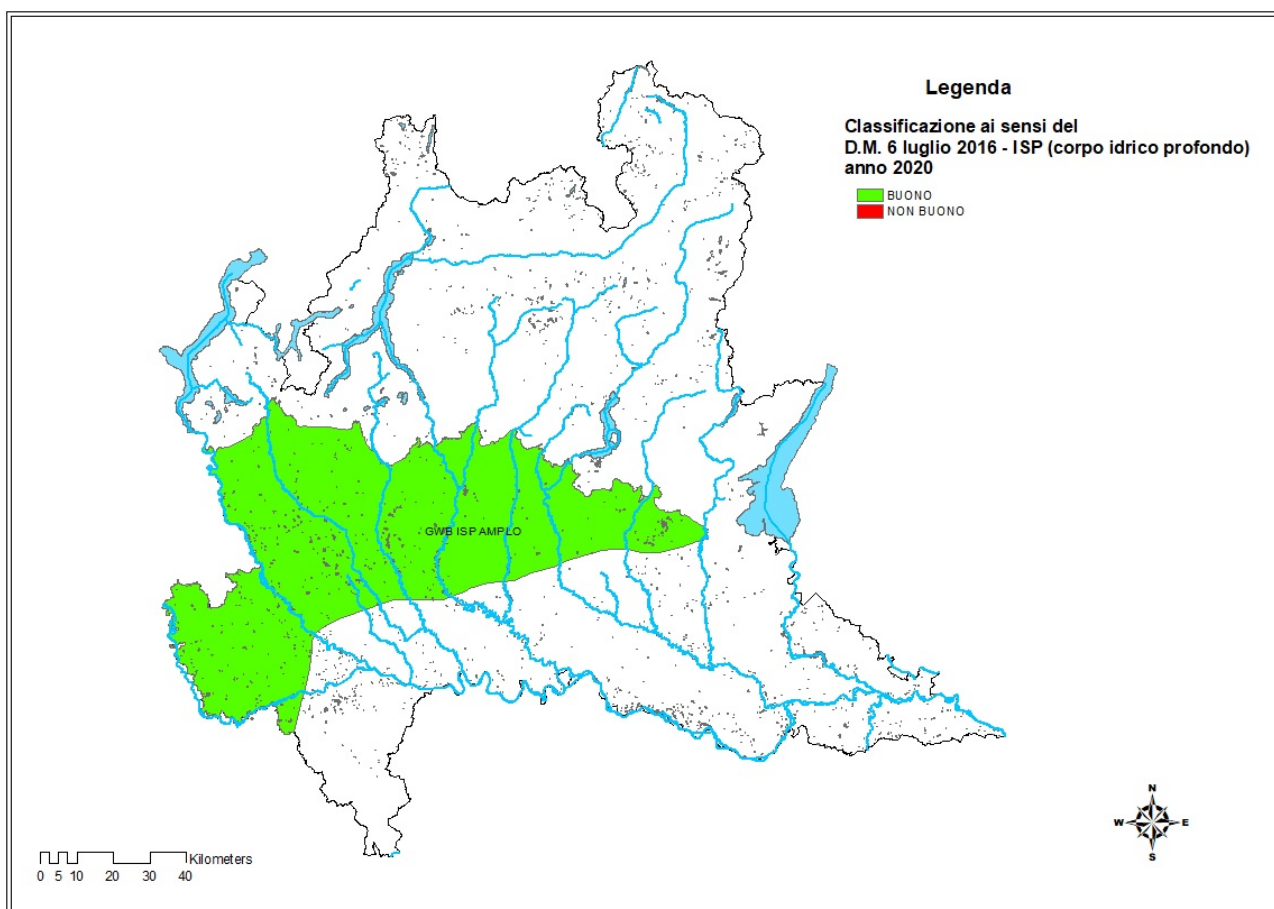 Legenda
Classificazione ai sensi del
D.M. 6 luglio 2016 - ISP (corpo idrico profondo)
anno 2020
BUONO
NON BUONO
GWB ISP AMPLO
N
W E
S
Kilometers
0 5 10 20 30 40